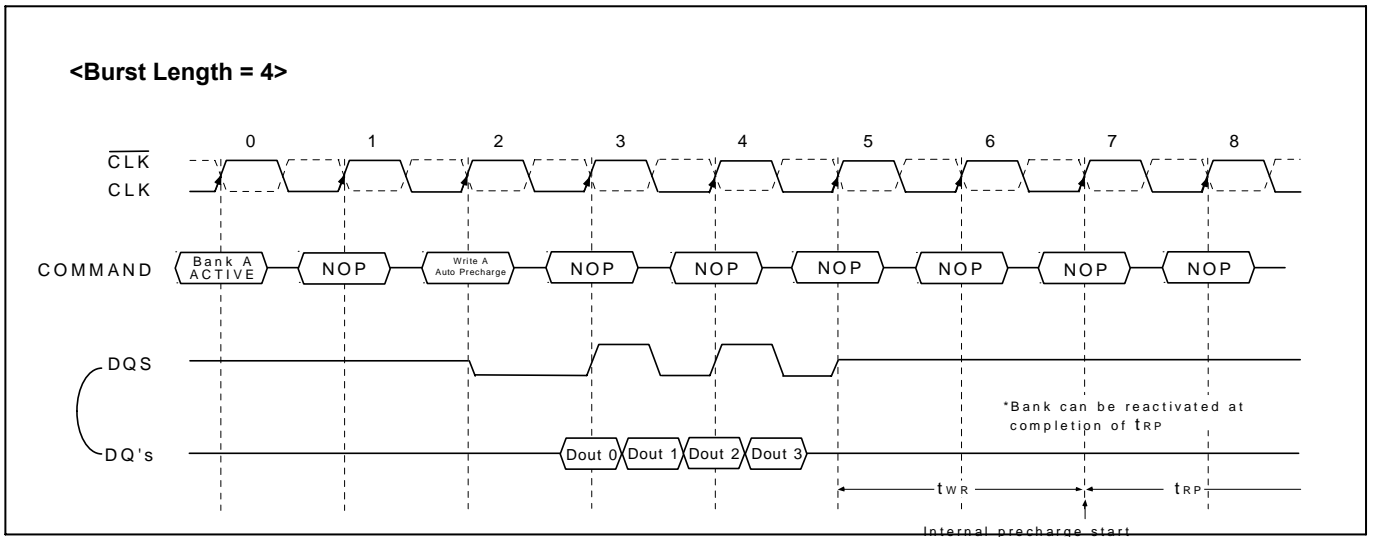 <Burst Length = 4>
0 1 2 3 4 5 6 7 8
CLK
CLK
COMMAND
Bank A
ACTIVE
NOP
Write A
Auto Precharge
NOP
NOP
NOP
NOP
NOP
NOP
DQS
*Bank can be reactivated at
completion of tRP
DQ's
Dout 0 Dout 1 Dout 2 Dout 3
tWR
tRP
Internal precharge start